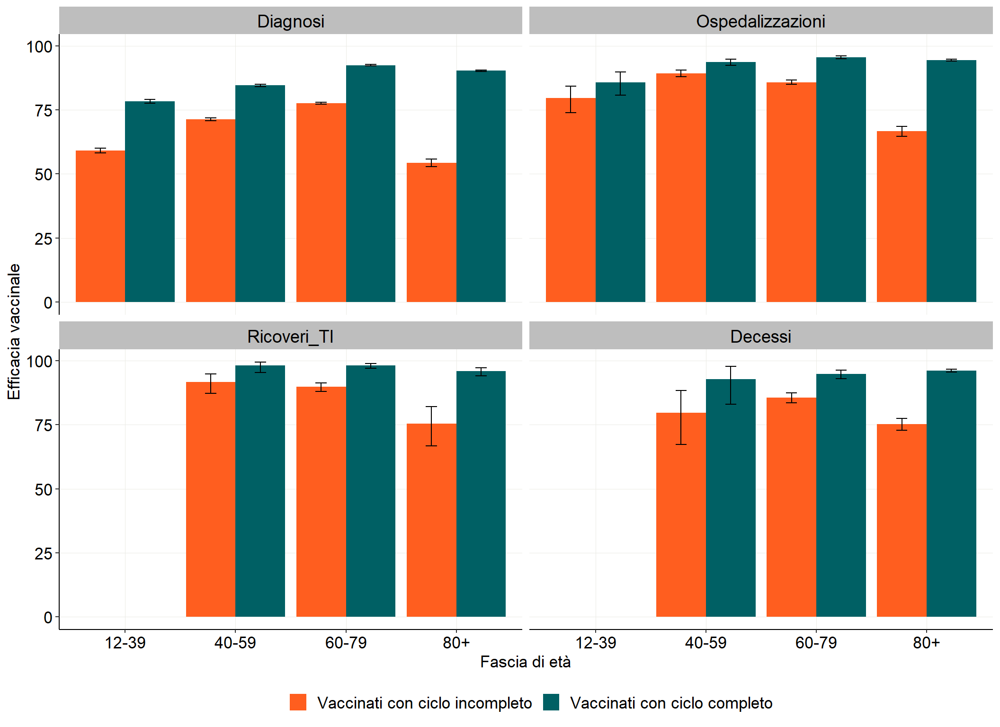 Diagnosi
Ospedalizzazioni
100
75
50
25
0
Efficacia vaccinale
Ricoveri_TI
Decessi
100
75
50
25
0
12-39 40-59 60-79 80+ 12-39 40-59 60-79 80+
Fascia di età
Vaccinati con ciclo incompleto Vaccinati con ciclo completo